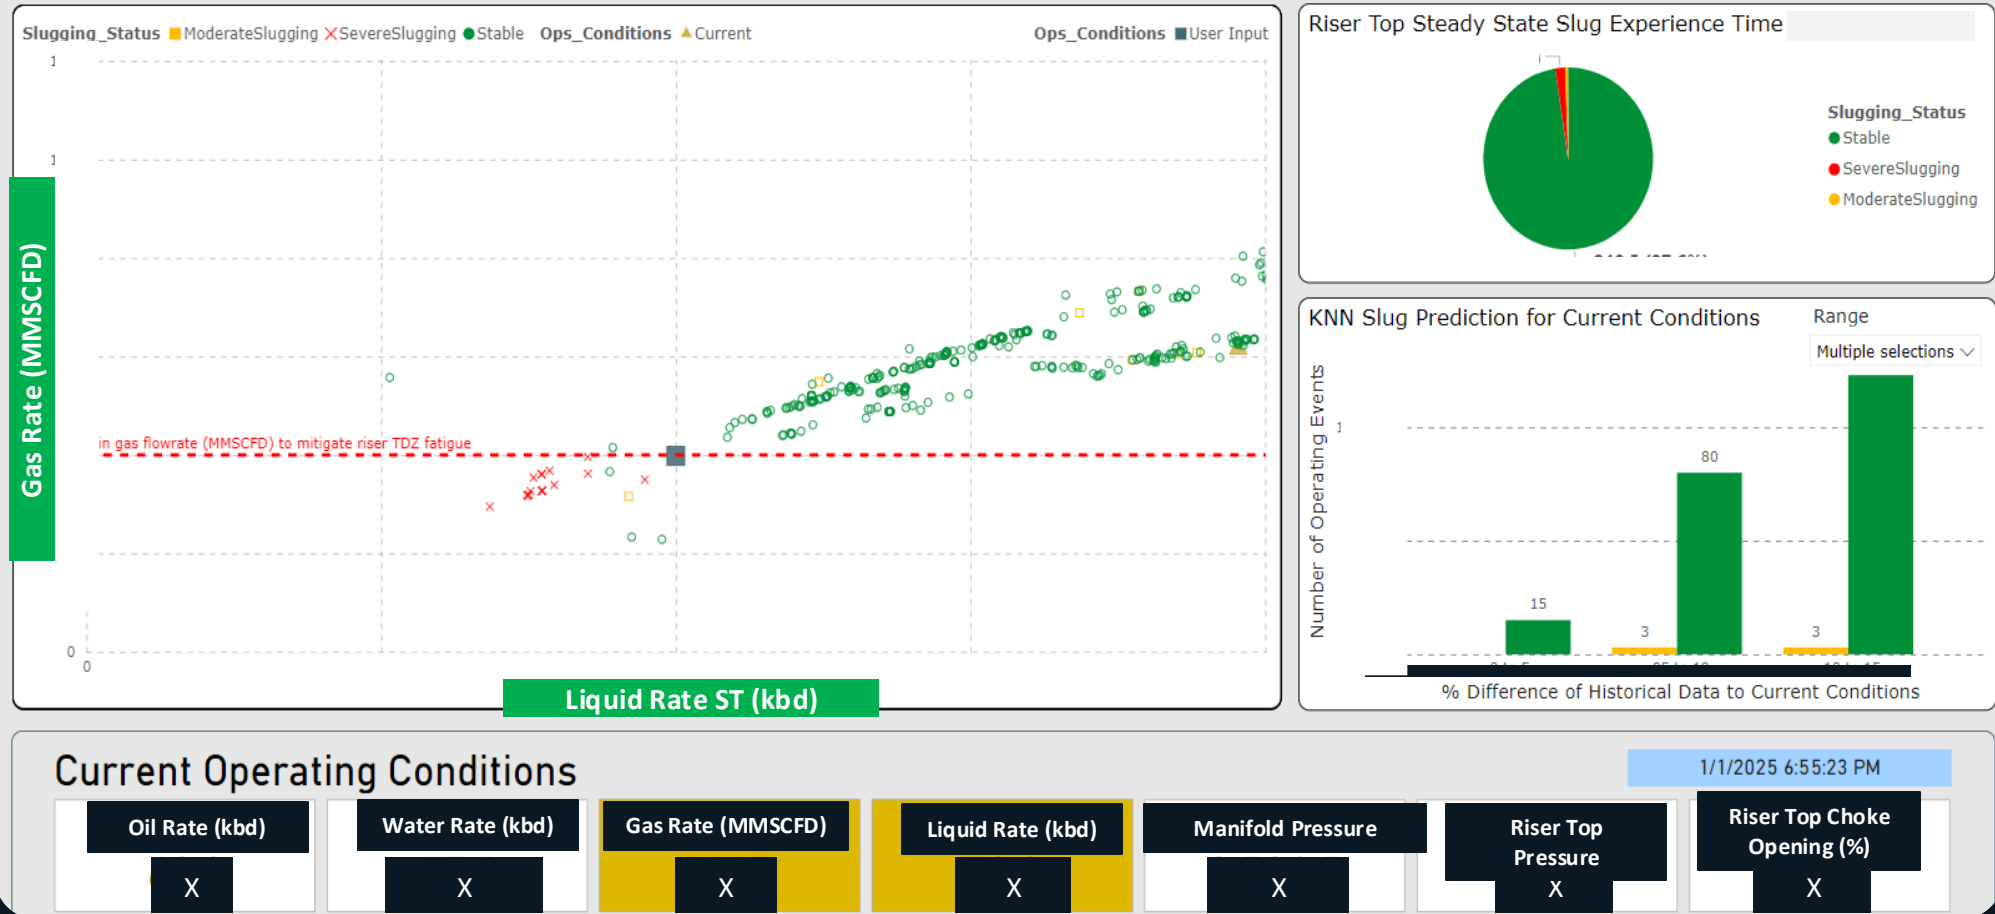 Slugging_Status ModerateSlugging SevereSlugging Stable Ops_Conditions Current
Ops_Conditions User Input
1
1
Gas Rate (MMSCFD)
in gas flowrate (MMSCFD) to mitigate riser TDZ fatigue
0
0
Liquid Rate ST (kbd)
Riser Top Steady State Slug Experience Time
Slugging_Status
Stable
SevereSlugging
ModerateSlugging
KNN Slug Prediction for Current Conditions
Range
Multiple selections
Number of Operating Events
1
80
15
3
3
% Difference of Historical Data to Current Conditions
Current Operating Conditions
1/1/2025 6:55:23 PM
Oil Rate (kbd)
X
Water Rate (kbd)
X
Gas Rate (MMSCFD)
X
Liquid Rate (kbd)
X
Manifold Pressure
X
Riser Top
Pressure
X
Riser Top Choke
Opening (%)
X